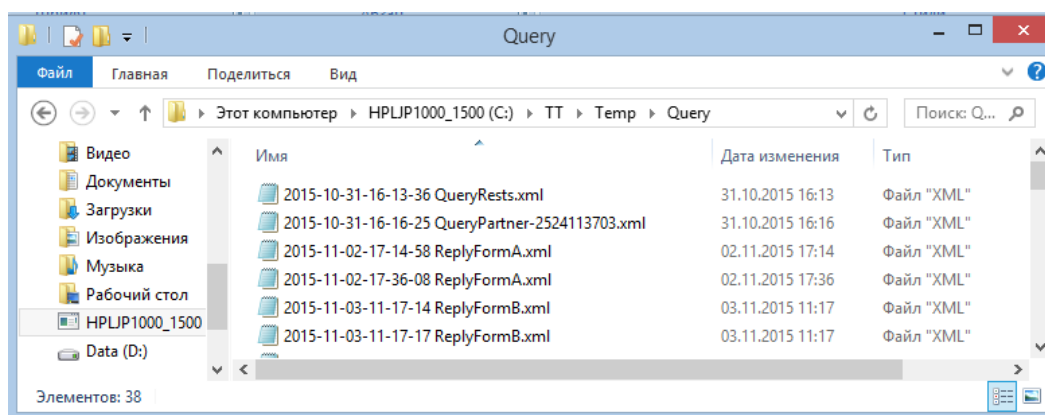 Query
Файл Главная Поделиться Вид
Этот компьютер HPLJP1000_1500 (C:) TT Temp Query Поиск: Q...
Видео
Документы
Загрузки
Изображения
Музыка
Рабочий стол
HPLJP1000_1500
Data (D:)
Имя Дата изменения Тип
2015-10-31-16-13-36 QueryRests.xml 31.10.2015 16:13 Файл "XML"
2015-10-31-16-16-25 QueryPartner-2524113703.xml 31.10.2015 16:16 Файл "XML"
2015-11-02-17-14-58 ReplyFormA.xml 02.11.2015 17:14 Файл "XML"
2015-11-02-17-36-08 ReplyFormA.xml 02.11.2015 17:36 Файл "XML"
2015-11-03-11-17-14 ReplyFormB.xml 03.11.2015 11:17 Файл "XML"
2015-11-03-11-17-17 ReplyFormB.xml 03.11.2015 11:17 Файл "XML"
Элементов: 38